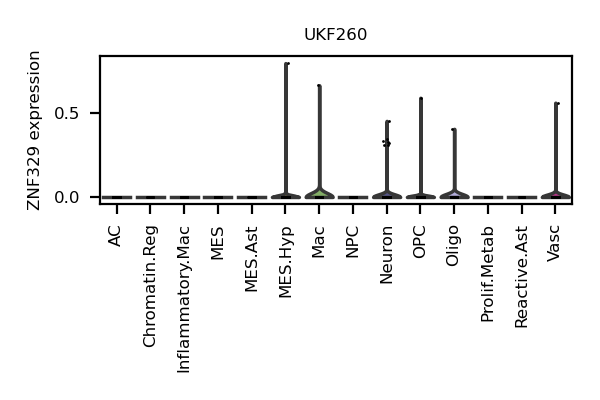 UKF260
ZNF329 expression
0.5
0.0
AC
Chromatin.Reg
Inflammatory.Mac
MES
MES.Ast
MES.Hyp
Mac
NPC
Neuron
OPC
Oligo
Prolif.Metab
Reactive.Ast
Vasc